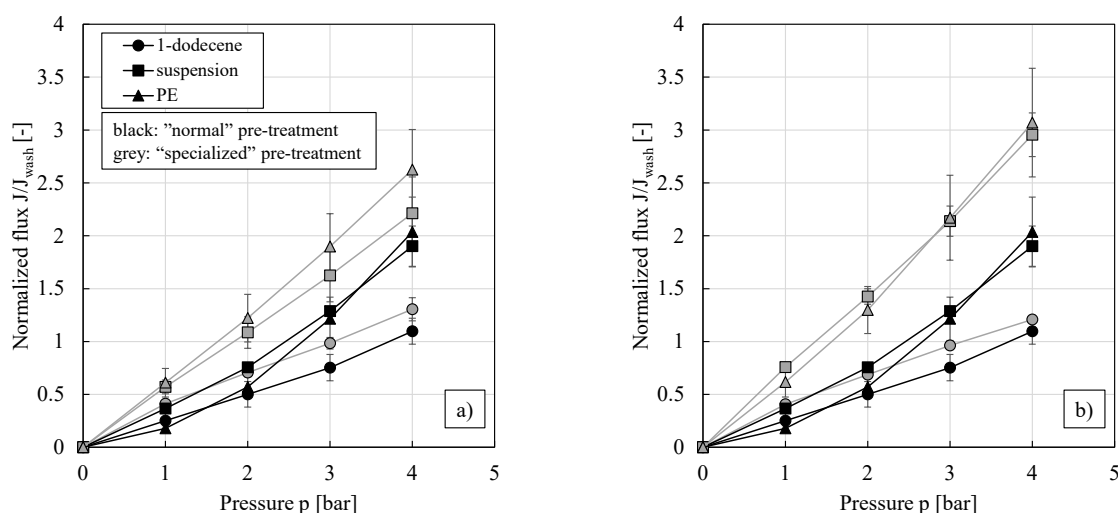 4
3.5
3
2.5
2
1.5
1
0.5
0
0 1 2 3 4 5
Normalized flux J/Jwash [-]
Pressure p [bar]
1-dodecene
suspension
PE
black: ”normal” pre-treatment
grey: “specialized” pre-treatment
a)
4
3.5
3
2.5
2
1.5
1
0.5
0
0 1 2 3 4 5
Normalized flux J/Jwash [-]
Pressure p [bar]
b)